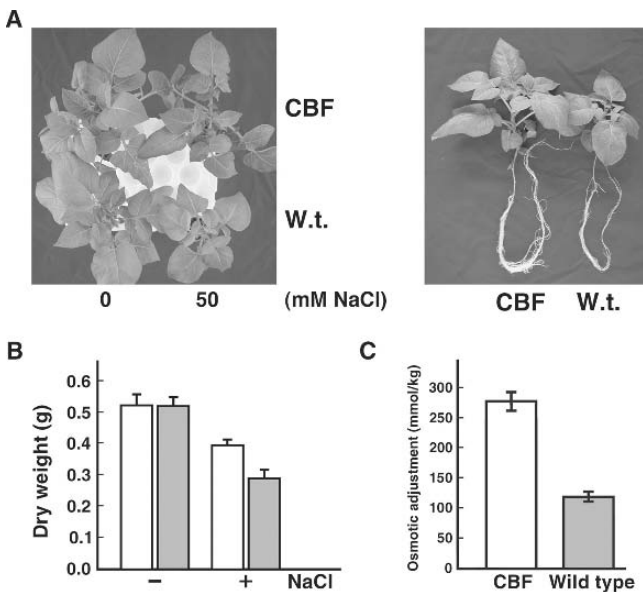 A
CBF
W.t.
0 50 (mM NaCl)
CBF W.t.
B
Dry weight (g)
0.6
0.5
0.4
0.3
0.2
0.1
0.0
− + NaCl
C
Osmotic adjustment (mmol/kg)
300
250
200
150
100
50
0
CBF Wild type